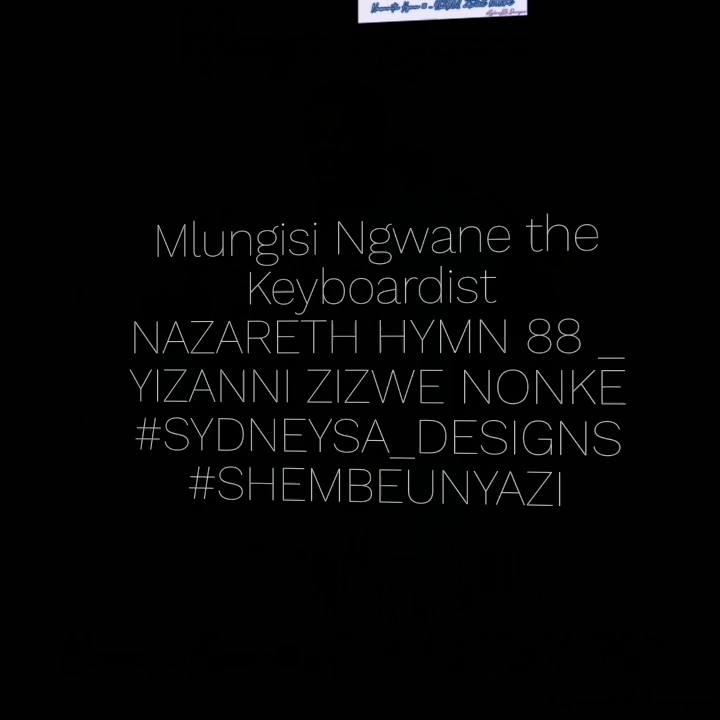 Mlungisi Ngwane the
Keyboardist
NAZARETH HYMN 88 _
YIZANNI ZIZWE NONKE
#SYDNEYSA_DESIGNS
#SHEMBEUNYAZI